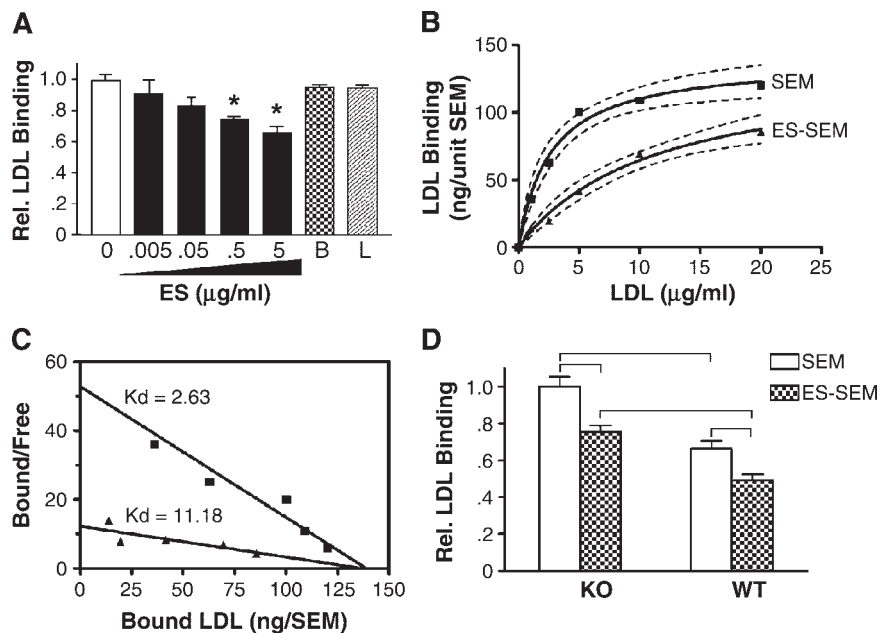 A
Rel. LDL Binding
1.0
.8
.6
.4
.2
0
* *
0 .005 .05 .5 5 B L
ES (μg/ml)
B
LDL Binding
(ng/unit SEM)
150
100
50
0
SEM
ES-SEM
0 5 10 15 20 25
LDL (μg/ml)
C
Bound/Free
60
40
20
0
Kd = 2.63
Kd = 11.18
0 25 50 75 100 125 150
Bound LDL (ng/SEM)
D
Rel. LDL Binding
1.0
.8
.6
.4
.2
0
SEM
ES-SEM
KO WT